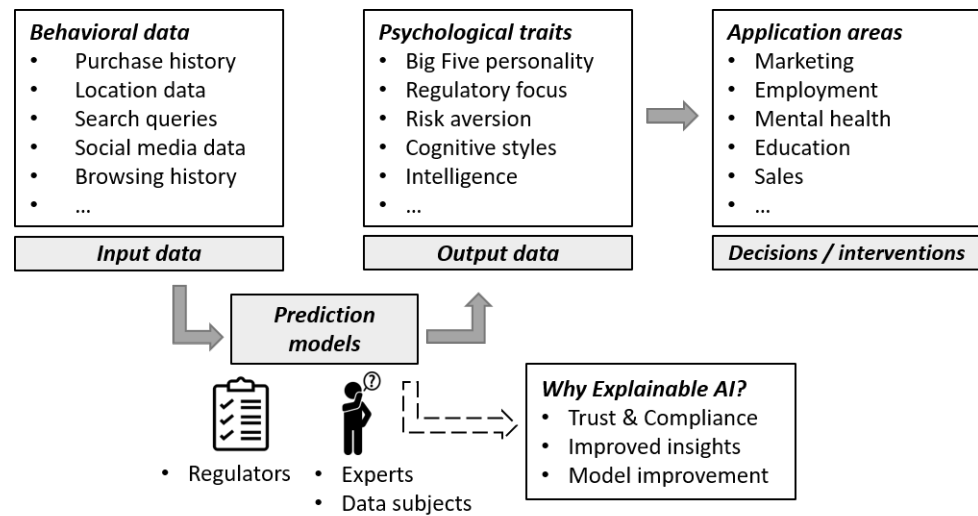 Behavioral data
• Purchase history
• Location data
• Search queries
• Social media data
• Browsing history
• ...
Input data
Psychological traits
• Big Five personality
• Regulatory focus
• Risk aversion
• Cognitive styles
• Intelligence
• ...
Output data
Application areas
• Marketing
• Employment
• Mental health
• Education
• Sales
• ...
Decisions / interventions
Prediction
models
?
• Regulators
• Experts
• Data subjects
Why Explainable AI?
• Trust & Compliance
• Improved insights
• Model improvement